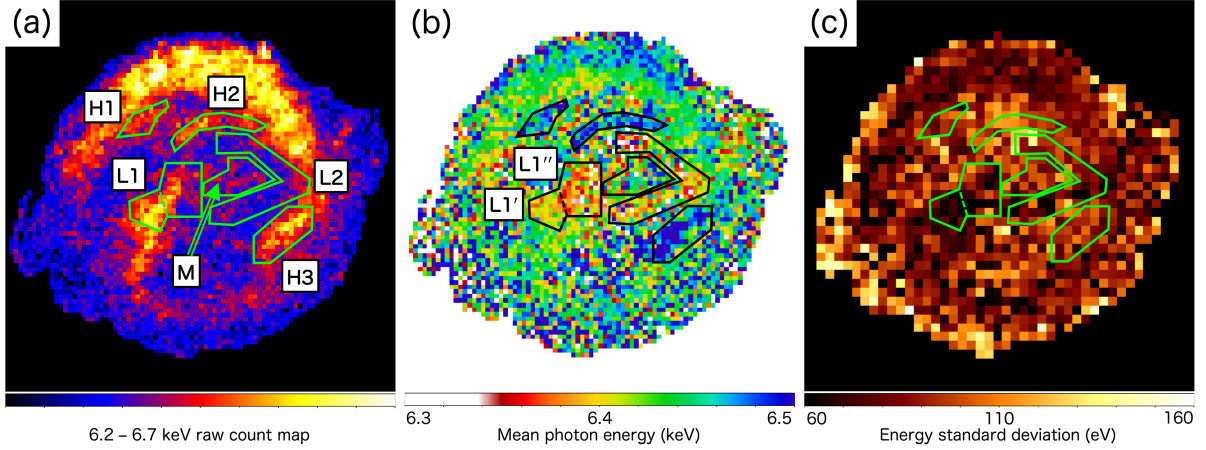 (a)
H1
H2
L1
L2
M
H3
6.2 – 6.7 keV raw count map
(b)
L1′′
L1′
6.3
6.4
6.5
Mean photon energy (keV)
(c)
60
110
160
Energy standard deviation (eV)